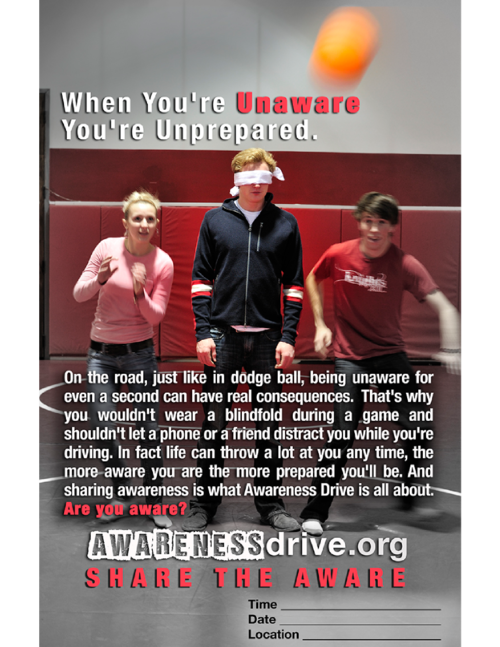 When You're Unaware
You're Unprepared.
On the road, just like in dodge ball, being unaware for
even a second can have real consequences. That's why
you wouldn't wear a blindfold during a game and
shouldn't let a phone or a friend distract you while you're
driving. In fact life can throw a lot at you any time, the
more aware you are the more prepared you'll be. And
sharing awareness is what Awareness Drive is all about.
Are you aware?
AWARENESSdrive.org
SHARE THE AWARE
Time
Date
Location